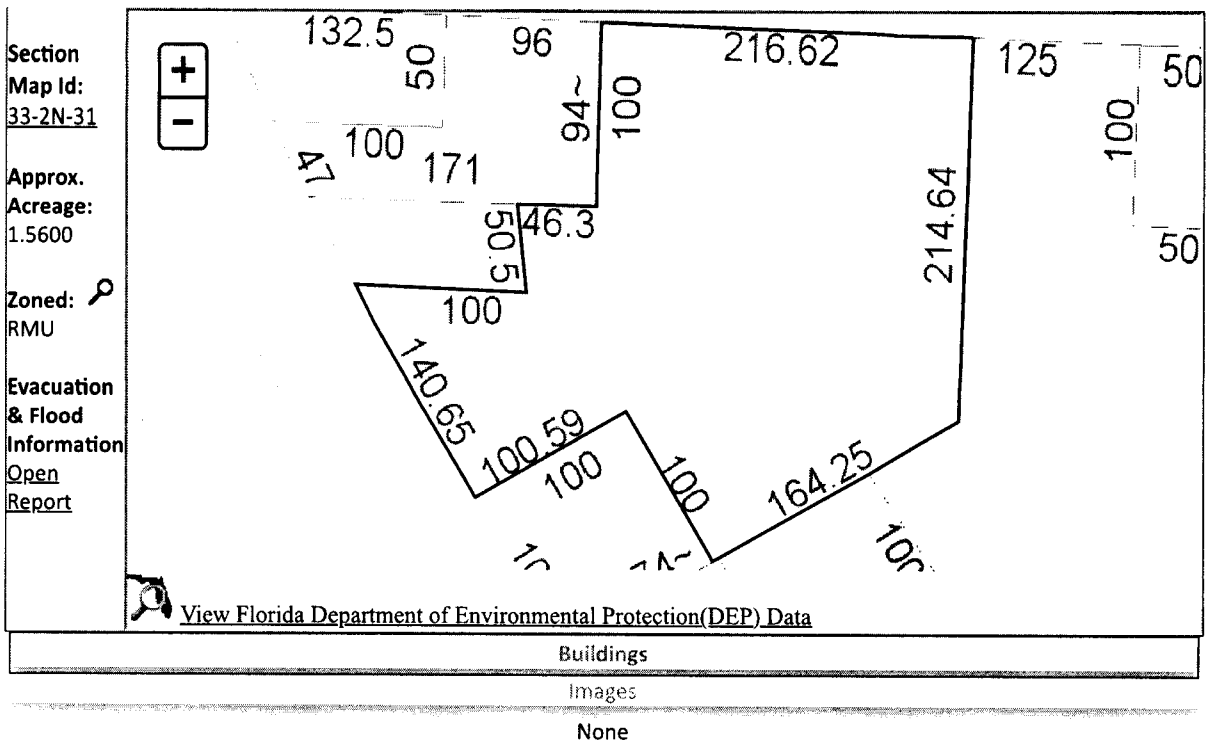 Section
Map Id:
33-2N-31
Approx.
Acreage:
1.5600
Zoned:
RMU
Evacuation
& Flood
Information
Open
Report
+
−
132.5
50
96
94~
100
216.62
125
50
100
50
100
47
171
46.3
50.5
100
214.64
140.65
100.59
100
100
164.25
View Florida Department of Environmental Protection(DEP) Data
Buildings
Images
None